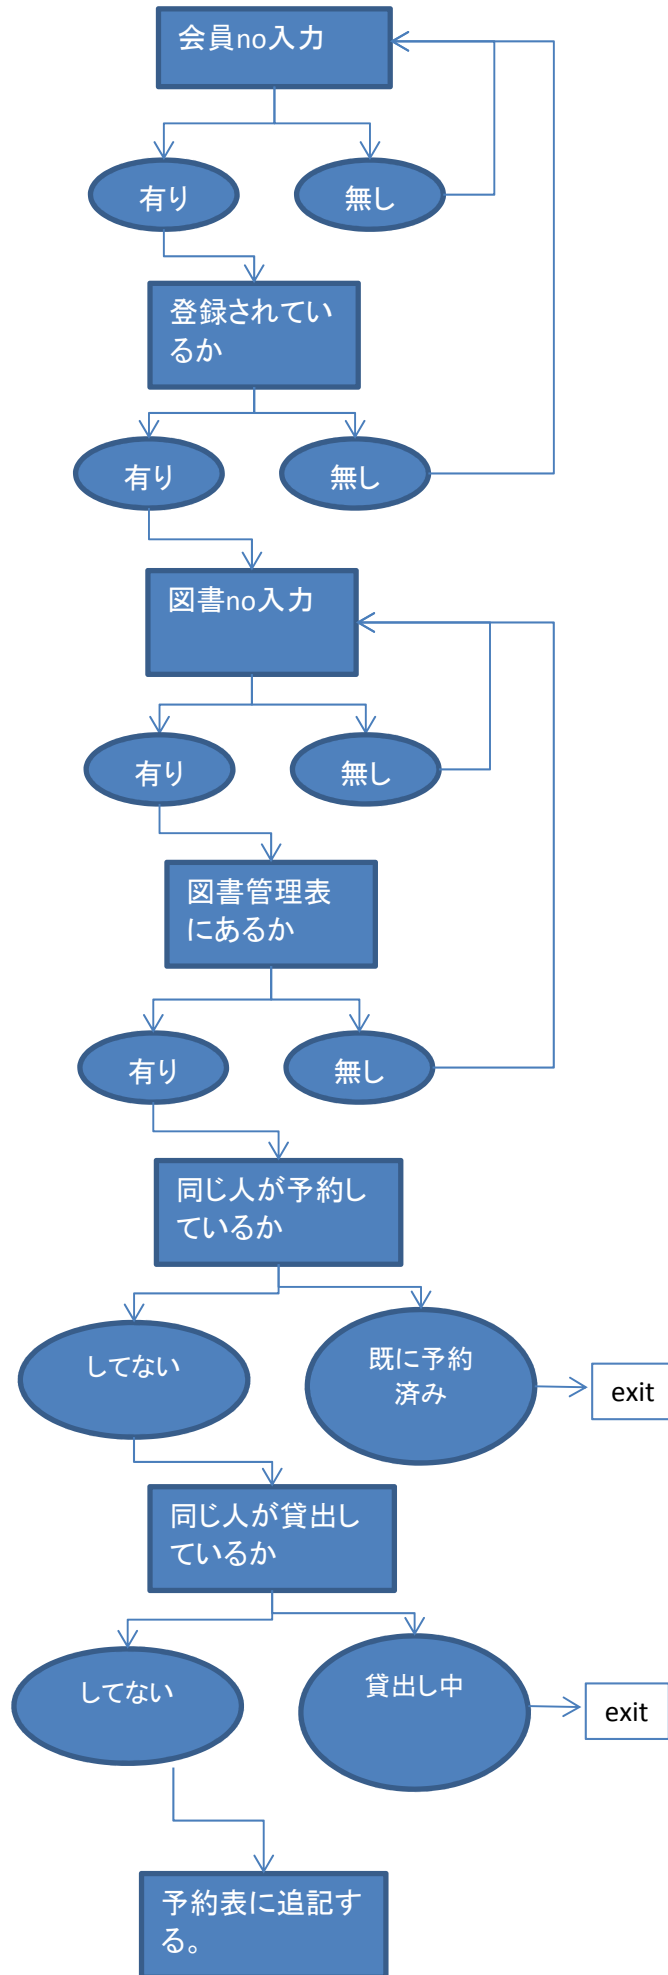 会員no入力
有り
無し
登録されてい
るか
有り
無し
図書no入力
有り
無し
図書管理表
にあるか
有り
無し
同じ人が予約し
ているか
してない
既に予約
済み
exit
同じ人が貸出し
ているか
してない
貸出し中
exit
予約表に追記す
る。